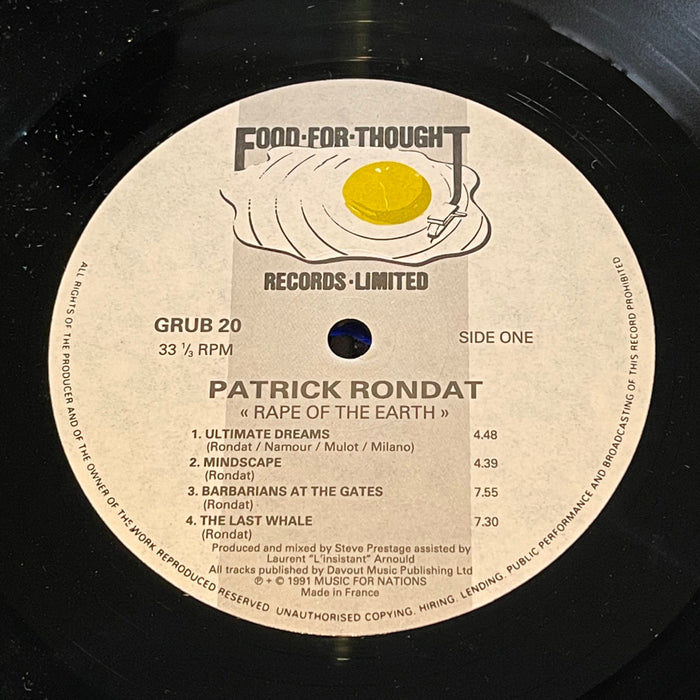 FOOD·FOR·THOUGHT
RECORDS·LIMITED
GRUB 20
33 ⅓ RPM
SIDE ONE
PATRICK RONDAT
« RAPE OF THE EARTH »
1. ULTIMATE DREAMS 4.48
(Rondat / Namour / Mulot / Milano)
2. MINDSCAPE 4.39
(Rondat)
3. BARBARIANS AT THE GATES 7.55
(Rondat)
4. THE LAST WHALE 7.30
(Rondat)
Produced and mixed by Steve Prestage assisted by
Laurent "L'insistant" Arnould
All tracks published by Davout Music Publishing Ltd
℗ + © 1991 MUSIC FOR NATIONS
Made in France
ALL RIGHTS OF THE PRODUCER AND OF THE OWNER OF THE WORK REPRODUCED RESERVED UNAUTHORISED COPYING. HIRING. LENDING. PUBLIC PERFORMANCE AND BROADCASTING OF THIS RECORD PROHIBITED